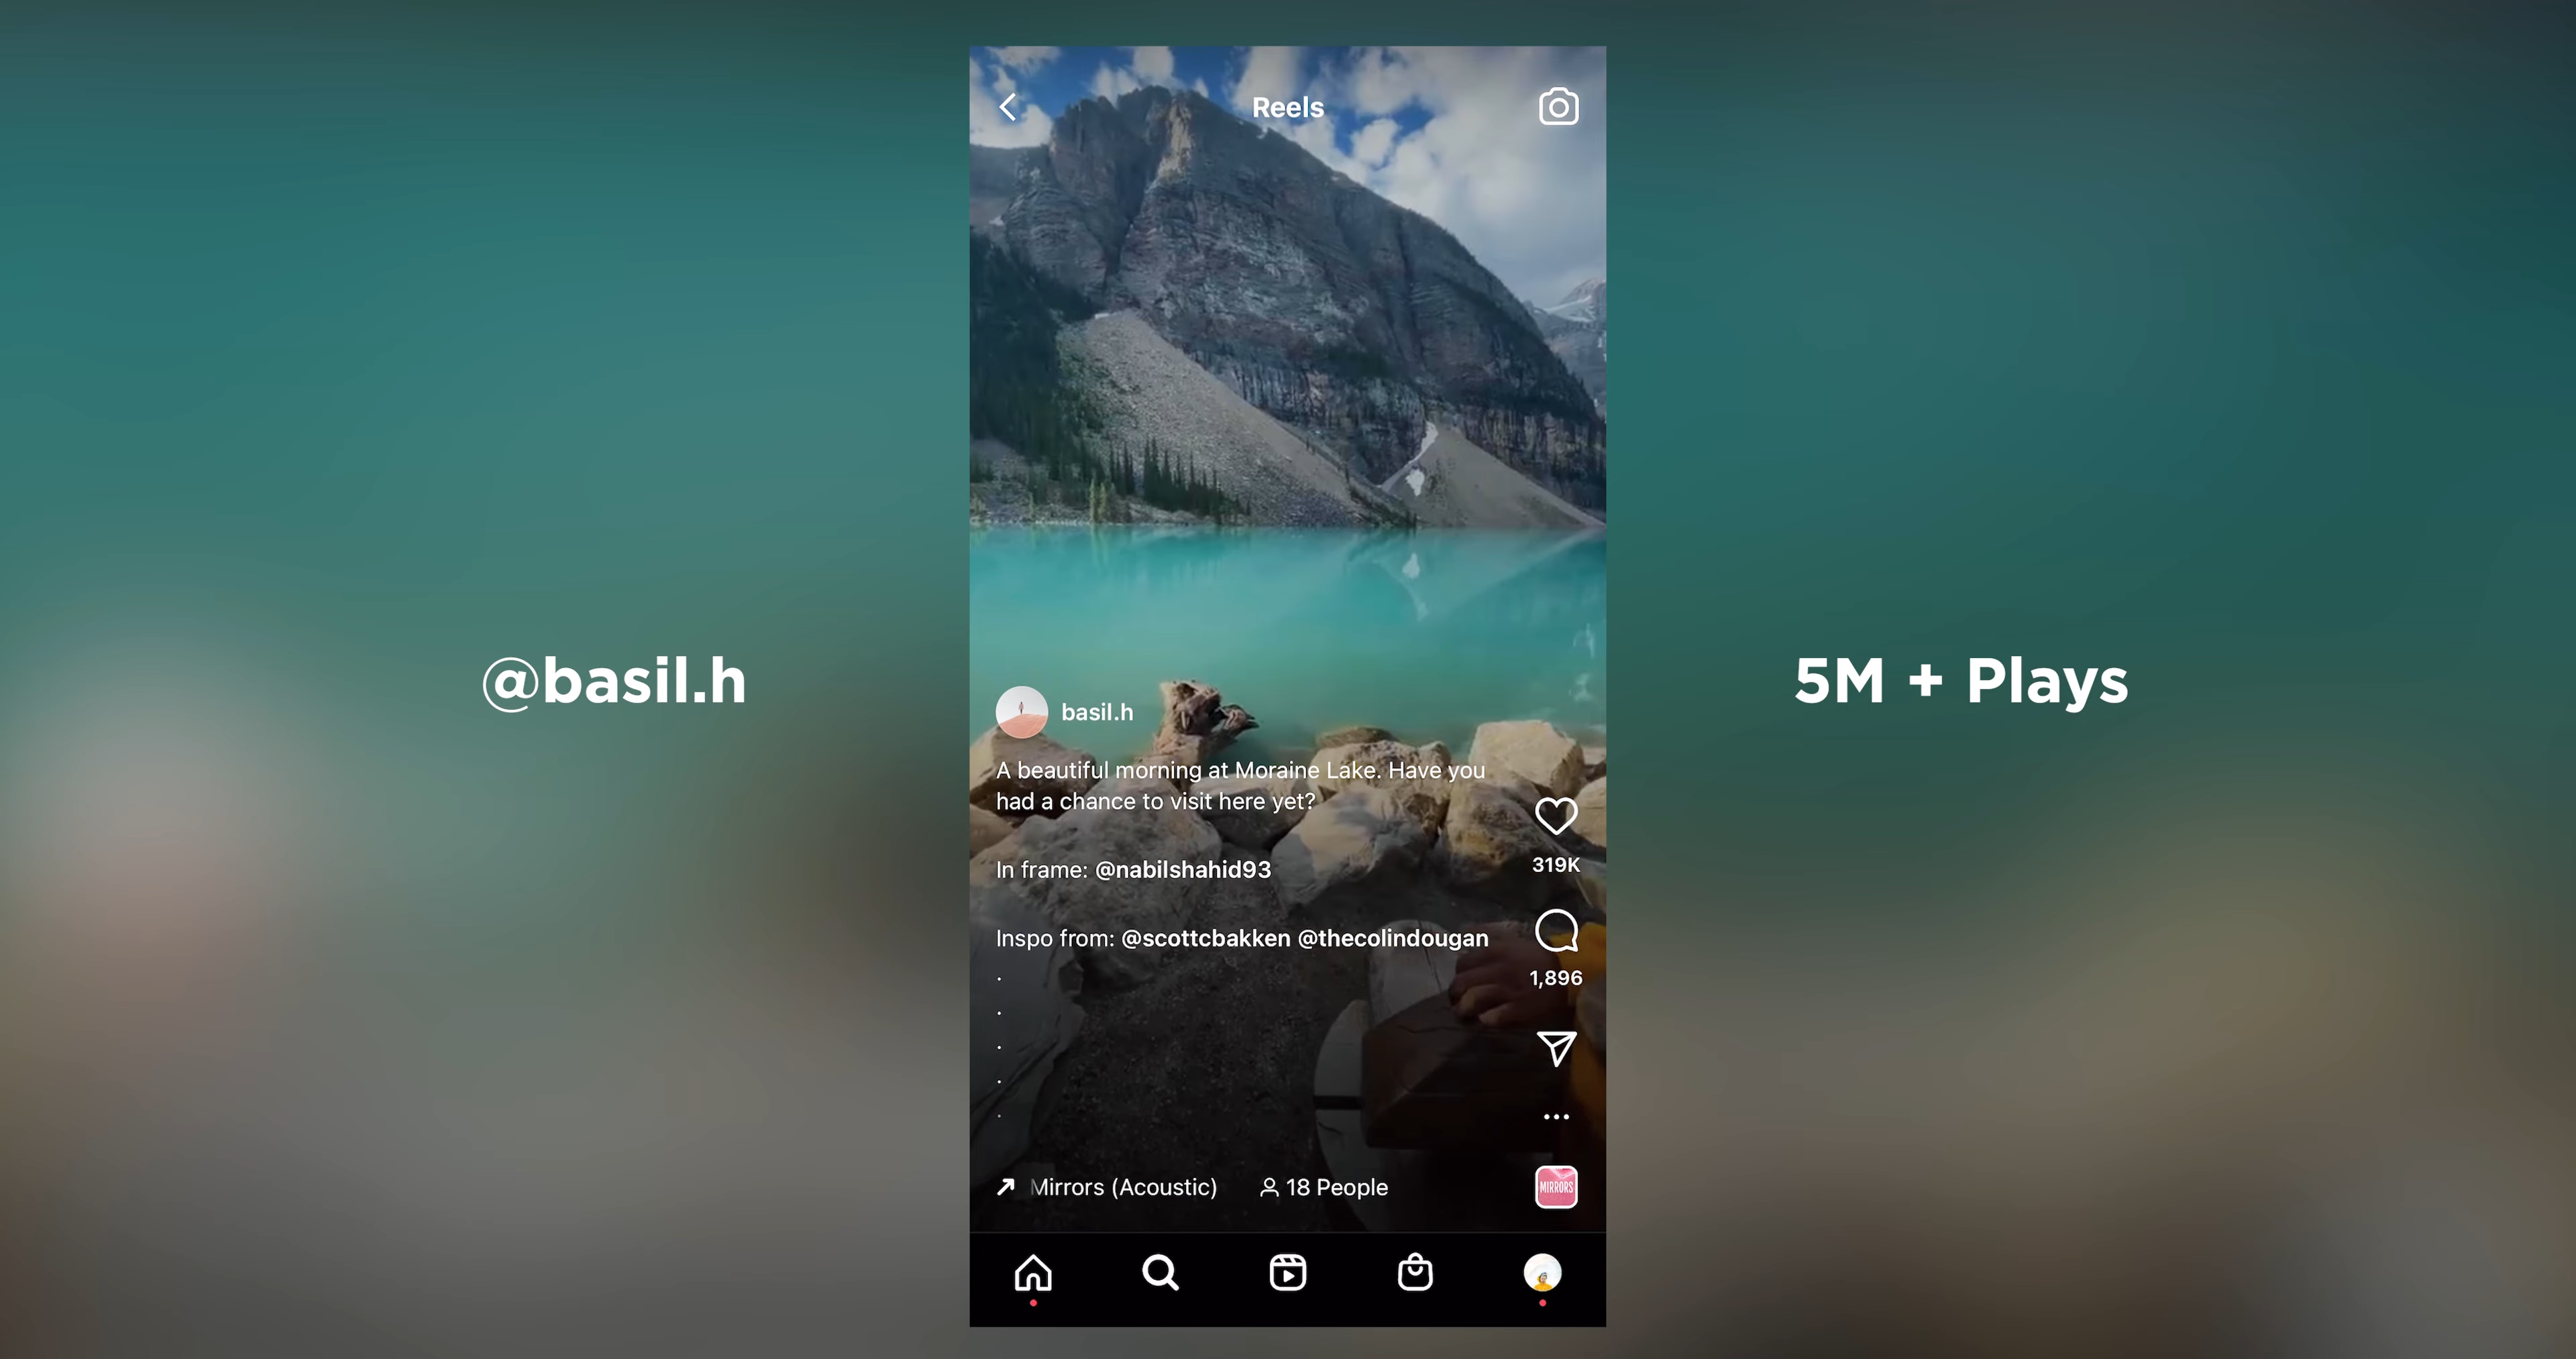 Reels
@basil.h
5M + Plays
basil.h
A beautiful morning at Moraine Lake. Have you
had a chance to visit here yet?
In frame: @nabilshahid93
Inspo from: @scottcbakken @thecolindougan
.
.
.
.
.
319K
1,896
Mirrors (Acoustic)
18 People
MIRRORS